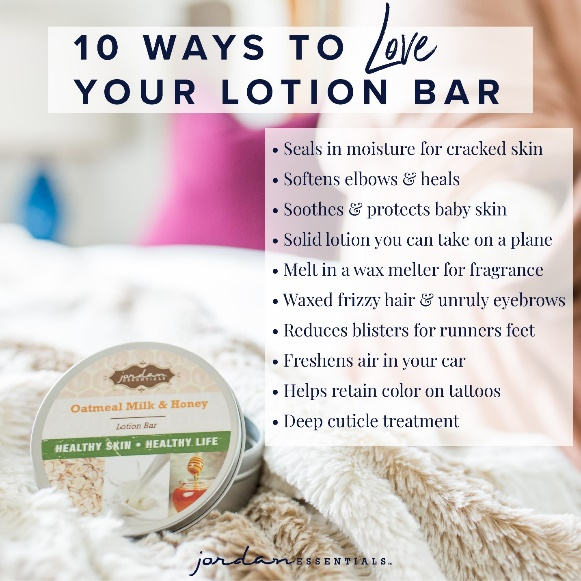 10 WAYS TO Love
YOUR LOTION BAR
• Seals in moisture for cracked skin
• Softens elbows & heals
• Soothes & protects baby skin
• Solid lotion you can take on a plane
• Melt in a wax melter for fragrance
• Waxed frizzy hair & unruly eyebrows
• Reduces blisters for runners feet
• Freshens air in your car
• Helps retain color on tattoos
• Deep cuticle treatment
jordan
ESSENTIALS
Oatmeal Milk & Honey
Lotion Bar
HEALTHY SKIN • HEALTHY LIFE
jordan ESSENTIALS